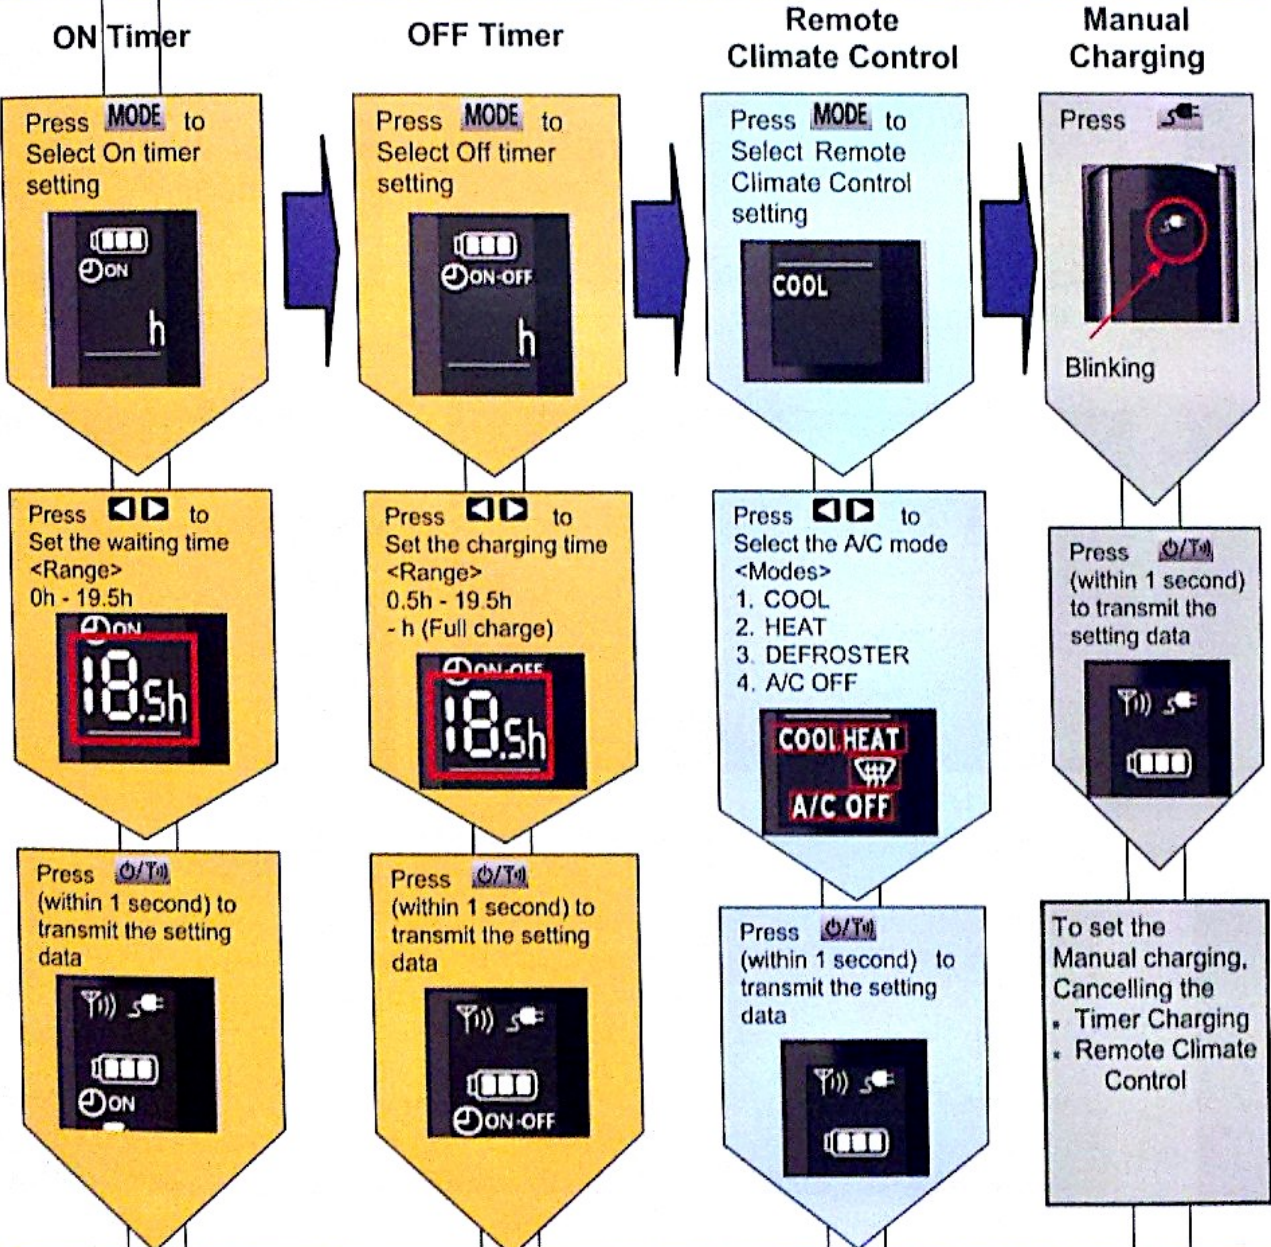 ON Timer
Press MODE to
Select On timer
setting
ON
h
Press to
Set the waiting time
<Range>
0h - 19.5h
ON
18.5h
Press
(within 1 second) to
transmit the setting
data
ON
OFF Timer
Press MODE to
Select Off timer
setting
ON-OFF
h
Press to
Set the charging time
<Range>
0.5h - 19.5h
- h (Full charge)
ON-OFF
18.5h
Press
(within 1 second) to
transmit the setting
data
ON-OFF
Remote
Climate Control
Press MODE to
Select Remote
Climate Control
setting
COOL
Press to
Select the A/C mode
<Modes>
1. COOL
2. HEAT
3. DEFROSTER
4. A/C OFF
COOL HEAT
A/C OFF
Press
(within 1 second) to
transmit the setting
data
Manual
Charging
Press
Blinking
Press
(within 1 second)
to transmit the
setting data
To set the
Manual charging,
Cancelling the
▪ Timer Charging
▪ Remote Climate
Control